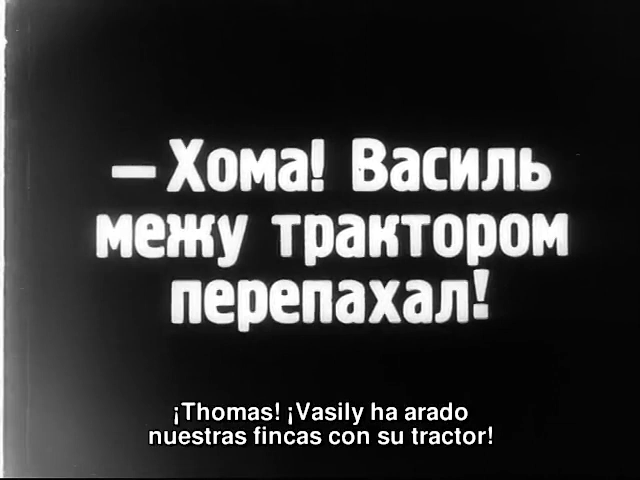 —Хома! Василь
межу трактором
перепахал!
¡Thomas! ¡Vasily ha arado
nuestras fincas con su tractor!